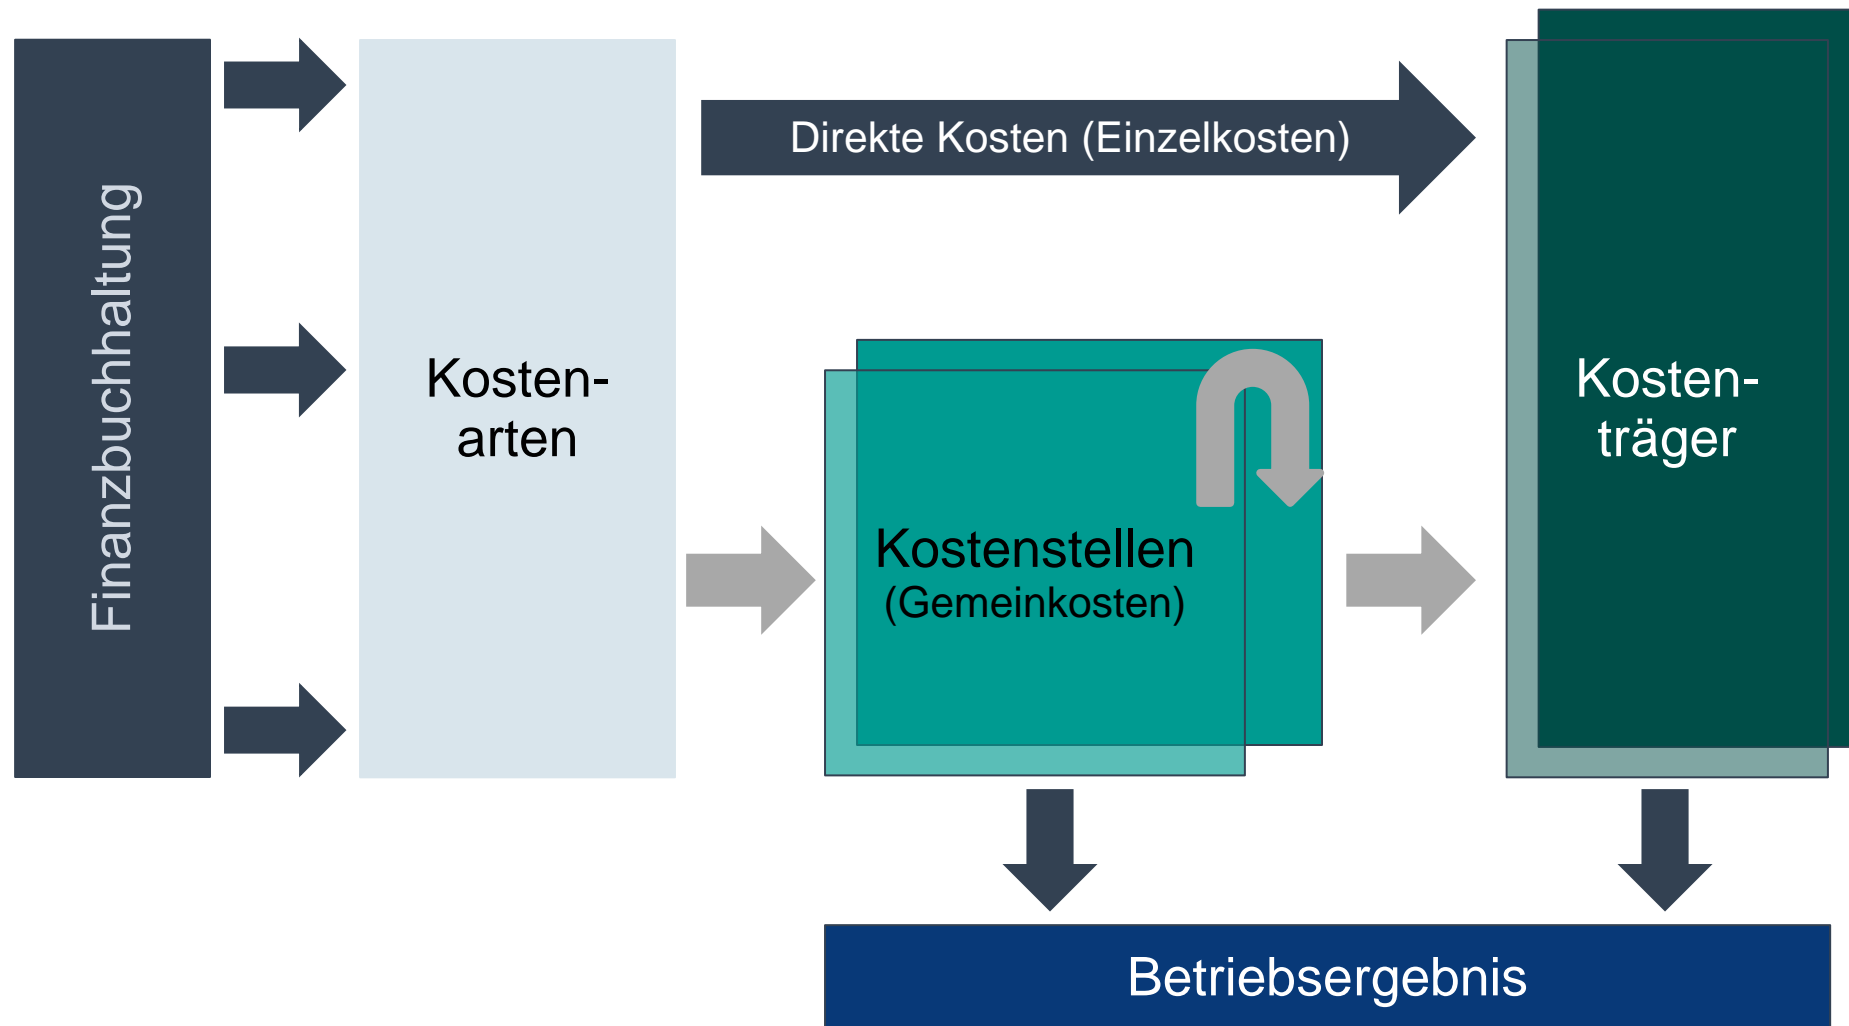 Finanzbuchhaltung
Kosten-
arten
Direkte Kosten (Einzelkosten)
Kostenstellen
(Gemeinkosten)
Kosten-
träger
Betriebsergebnis